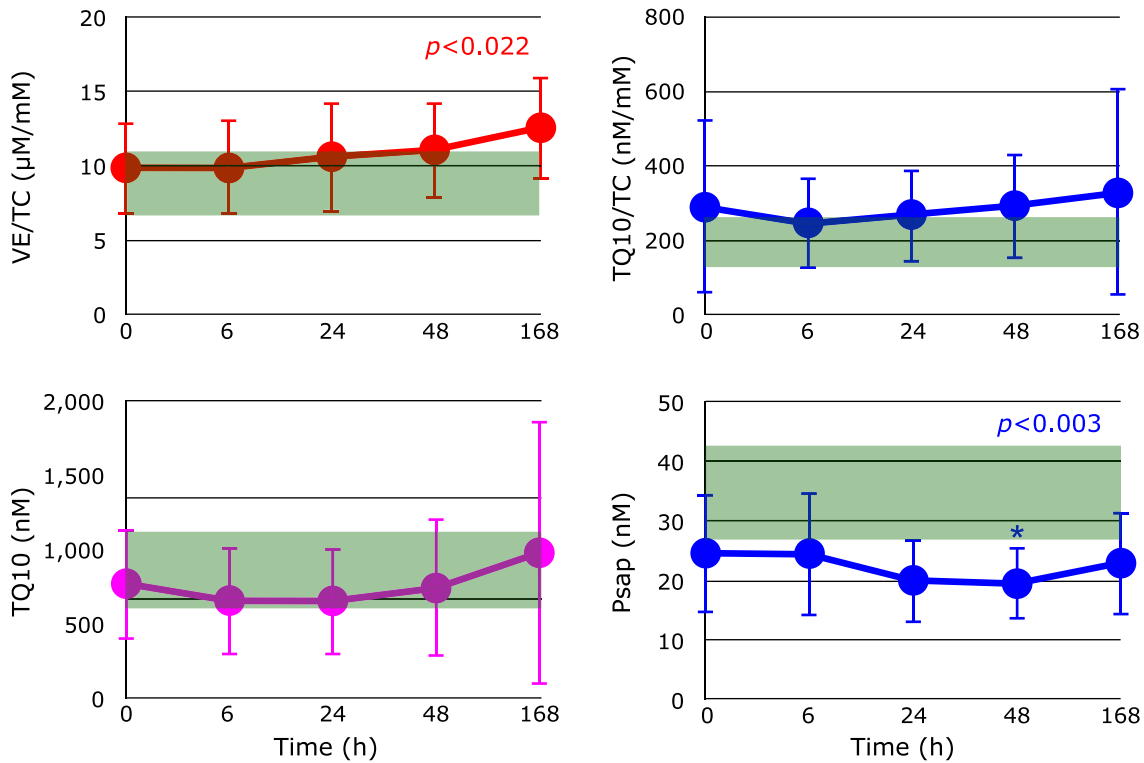 20
15
10
5
0
VE/TC (µM/mM)
p<0.022
0 6 24 48 168
800
600
400
200
0
TQ10/TC (nM/mM)
0 6 24 48 168
2,000
1,500
1,000
500
0
TQ10 (nM)
0 6 24 48 168
Time (h)
50
40
30
20
10
0
Psap (nM)
p<0.003
*
0 6 24 48 168
Time (h)